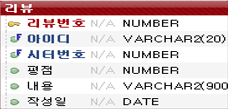 리뷰
리뷰번호 N/A NUMBER
아이디 N/A VARCHAR2(20)
시터번호 N/A NUMBER
평점 N/A NUMBER
내용 N/A VARCHAR2(900
작성일 N/A DATE